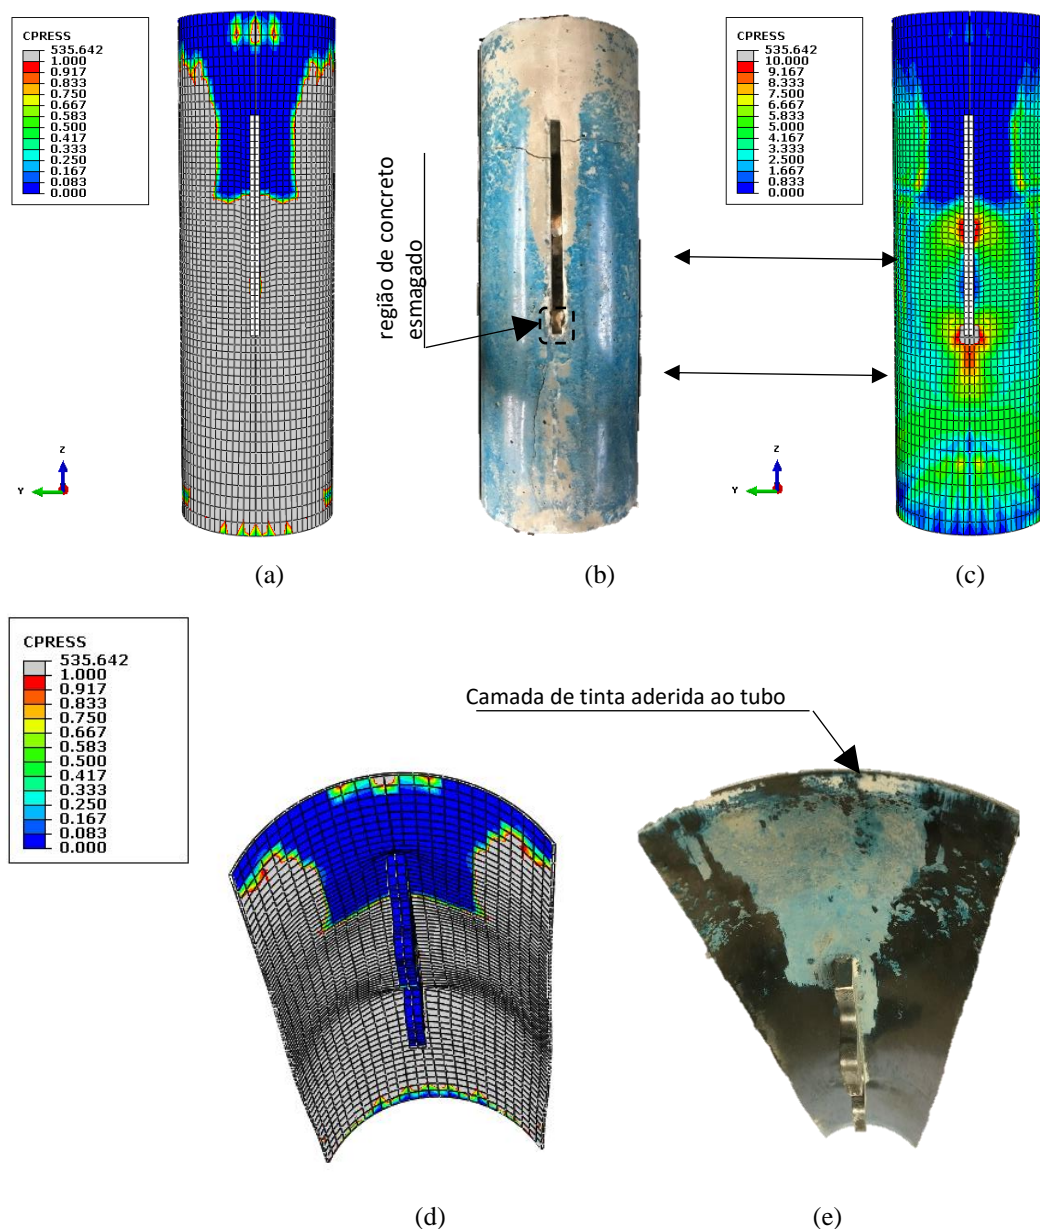 CPRESS
535.642
1.000
0.917
0.833
0.750
0.667
0.583
0.500
0.417
0.333
0.250
0.167
0.083
0.000
Z
Y
região de concreto
esmagado
CPRESS
535.642
10.000
9.167
8.333
7.500
6.667
5.833
5.000
4.167
3.333
2.500
1.667
0.833
0.000
Z
Y
(a)
(b)
(c)
CPRESS
535.642
1.000
0.917
0.833
0.750
0.667
0.583
0.500
0.417
0.333
0.250
0.167
0.083
0.000
Camada de tinta aderida ao tubo
(d)
(e)